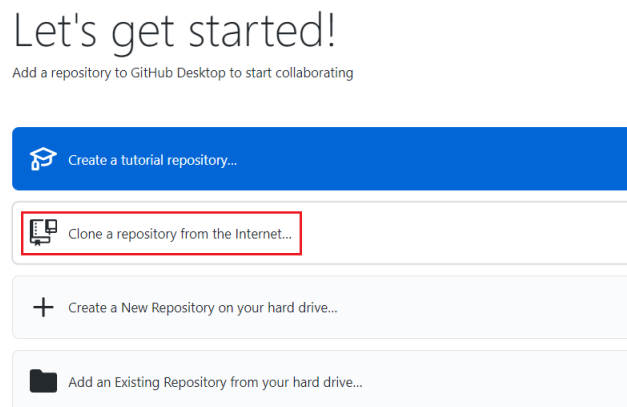 Let's get started!
Add a repository to GitHub Desktop to start collaborating
Create a tutorial repository...
Clone a repository from the Internet...
Create a New Repository on your hard drive...
Add an Existing Repository from your hard drive...